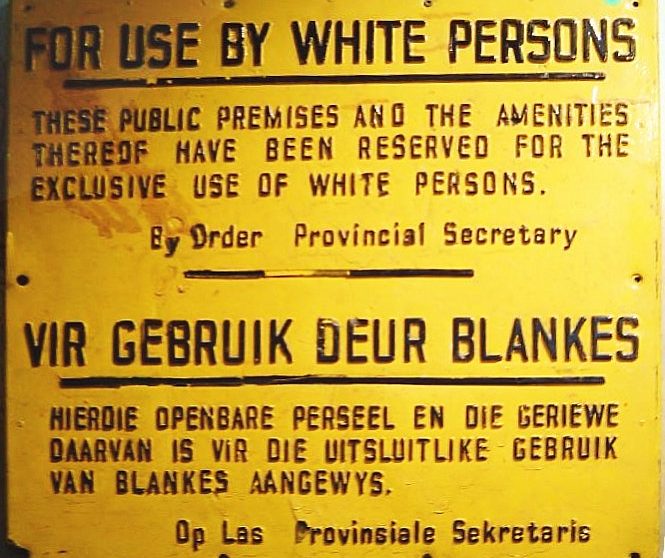 FOR USE BY WHITE PERSONS
THESE PUBLIC PREMISES AND THE AMENITIES
THEREOF HAVE BEEN RESERVED FOR THE
EXCLUSIVE USE OF WHITE PERSONS.
By Order Provincial Secretary
VIR GEBRUIK DEUR BLANKES
HIERDIE OPENBARE PERSEEL EN DIE GERIEWE
DAARVAN IS VIR DIE UITSLUITLIKE GEBRUIK
VAN BLANKES AANGEWYS.
Op Las Provinsiale Sekretaris